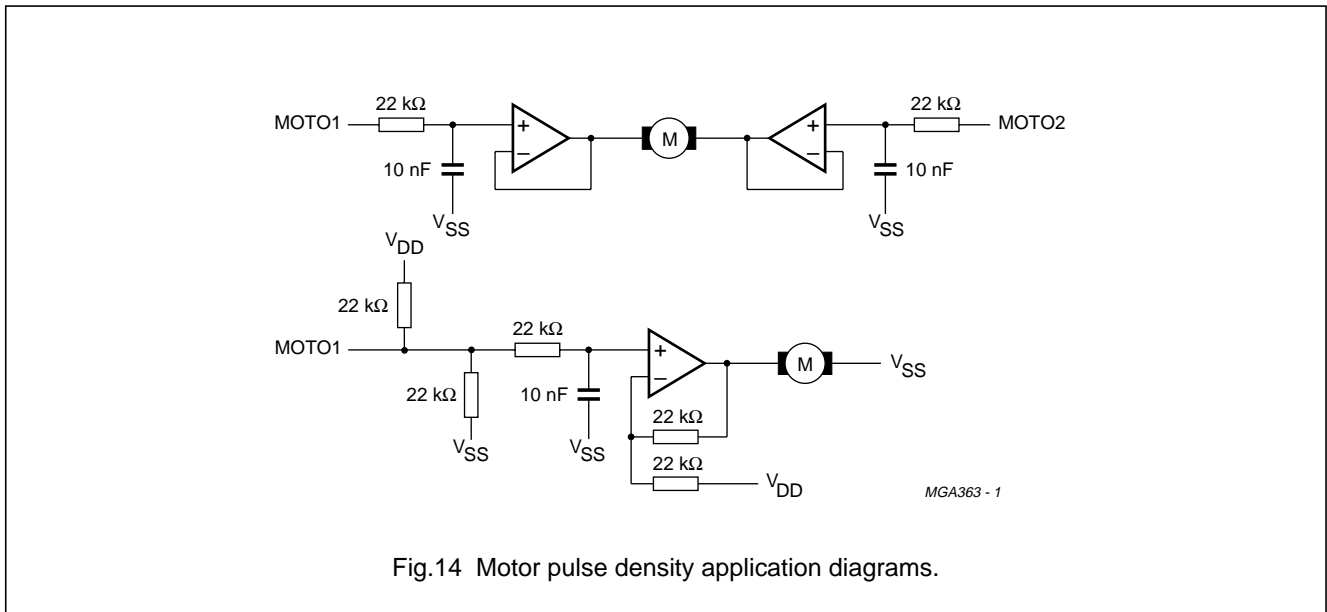 22 kΩ 22 kΩ
MOTO1 + M + MOTO2
− −
10 nF 10 nF
VSS VSS
VDD
22 kΩ
22 kΩ
MOTO1 + M VSS
−
22 kΩ 10 nF
22 kΩ
VSS VSS
22 kΩ
VDD
MGA363 - 1
Fig.14 Motor pulse density application diagrams.